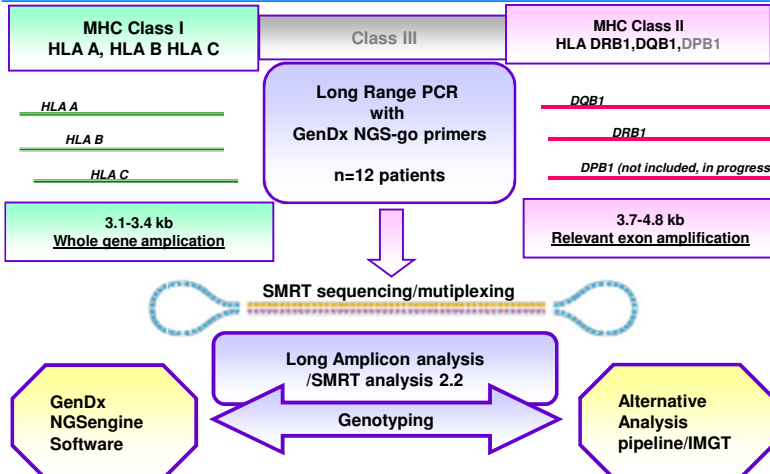 MHC Class I
HLA A, HLA B HLA C
Class III
MHC Class II
HLA DRB1,DQB1,DPB1
HLA A
HLA B
HLA C
Long Range PCR
with
GenDx NGS-go primers
n=12 patients
DQB1
DRB1
DPB1 (not included, in progress
3.1-3.4 kb
Whole gene amplication
3.7-4.8 kb
Relevant exon amplification
SMRT sequencing/mutiplexing
Long Amplicon analysis
/SMRT analysis 2.2
Genotyping
GenDx
NGSengine
Software
Alternative
Analysis
pipeline/IMGT